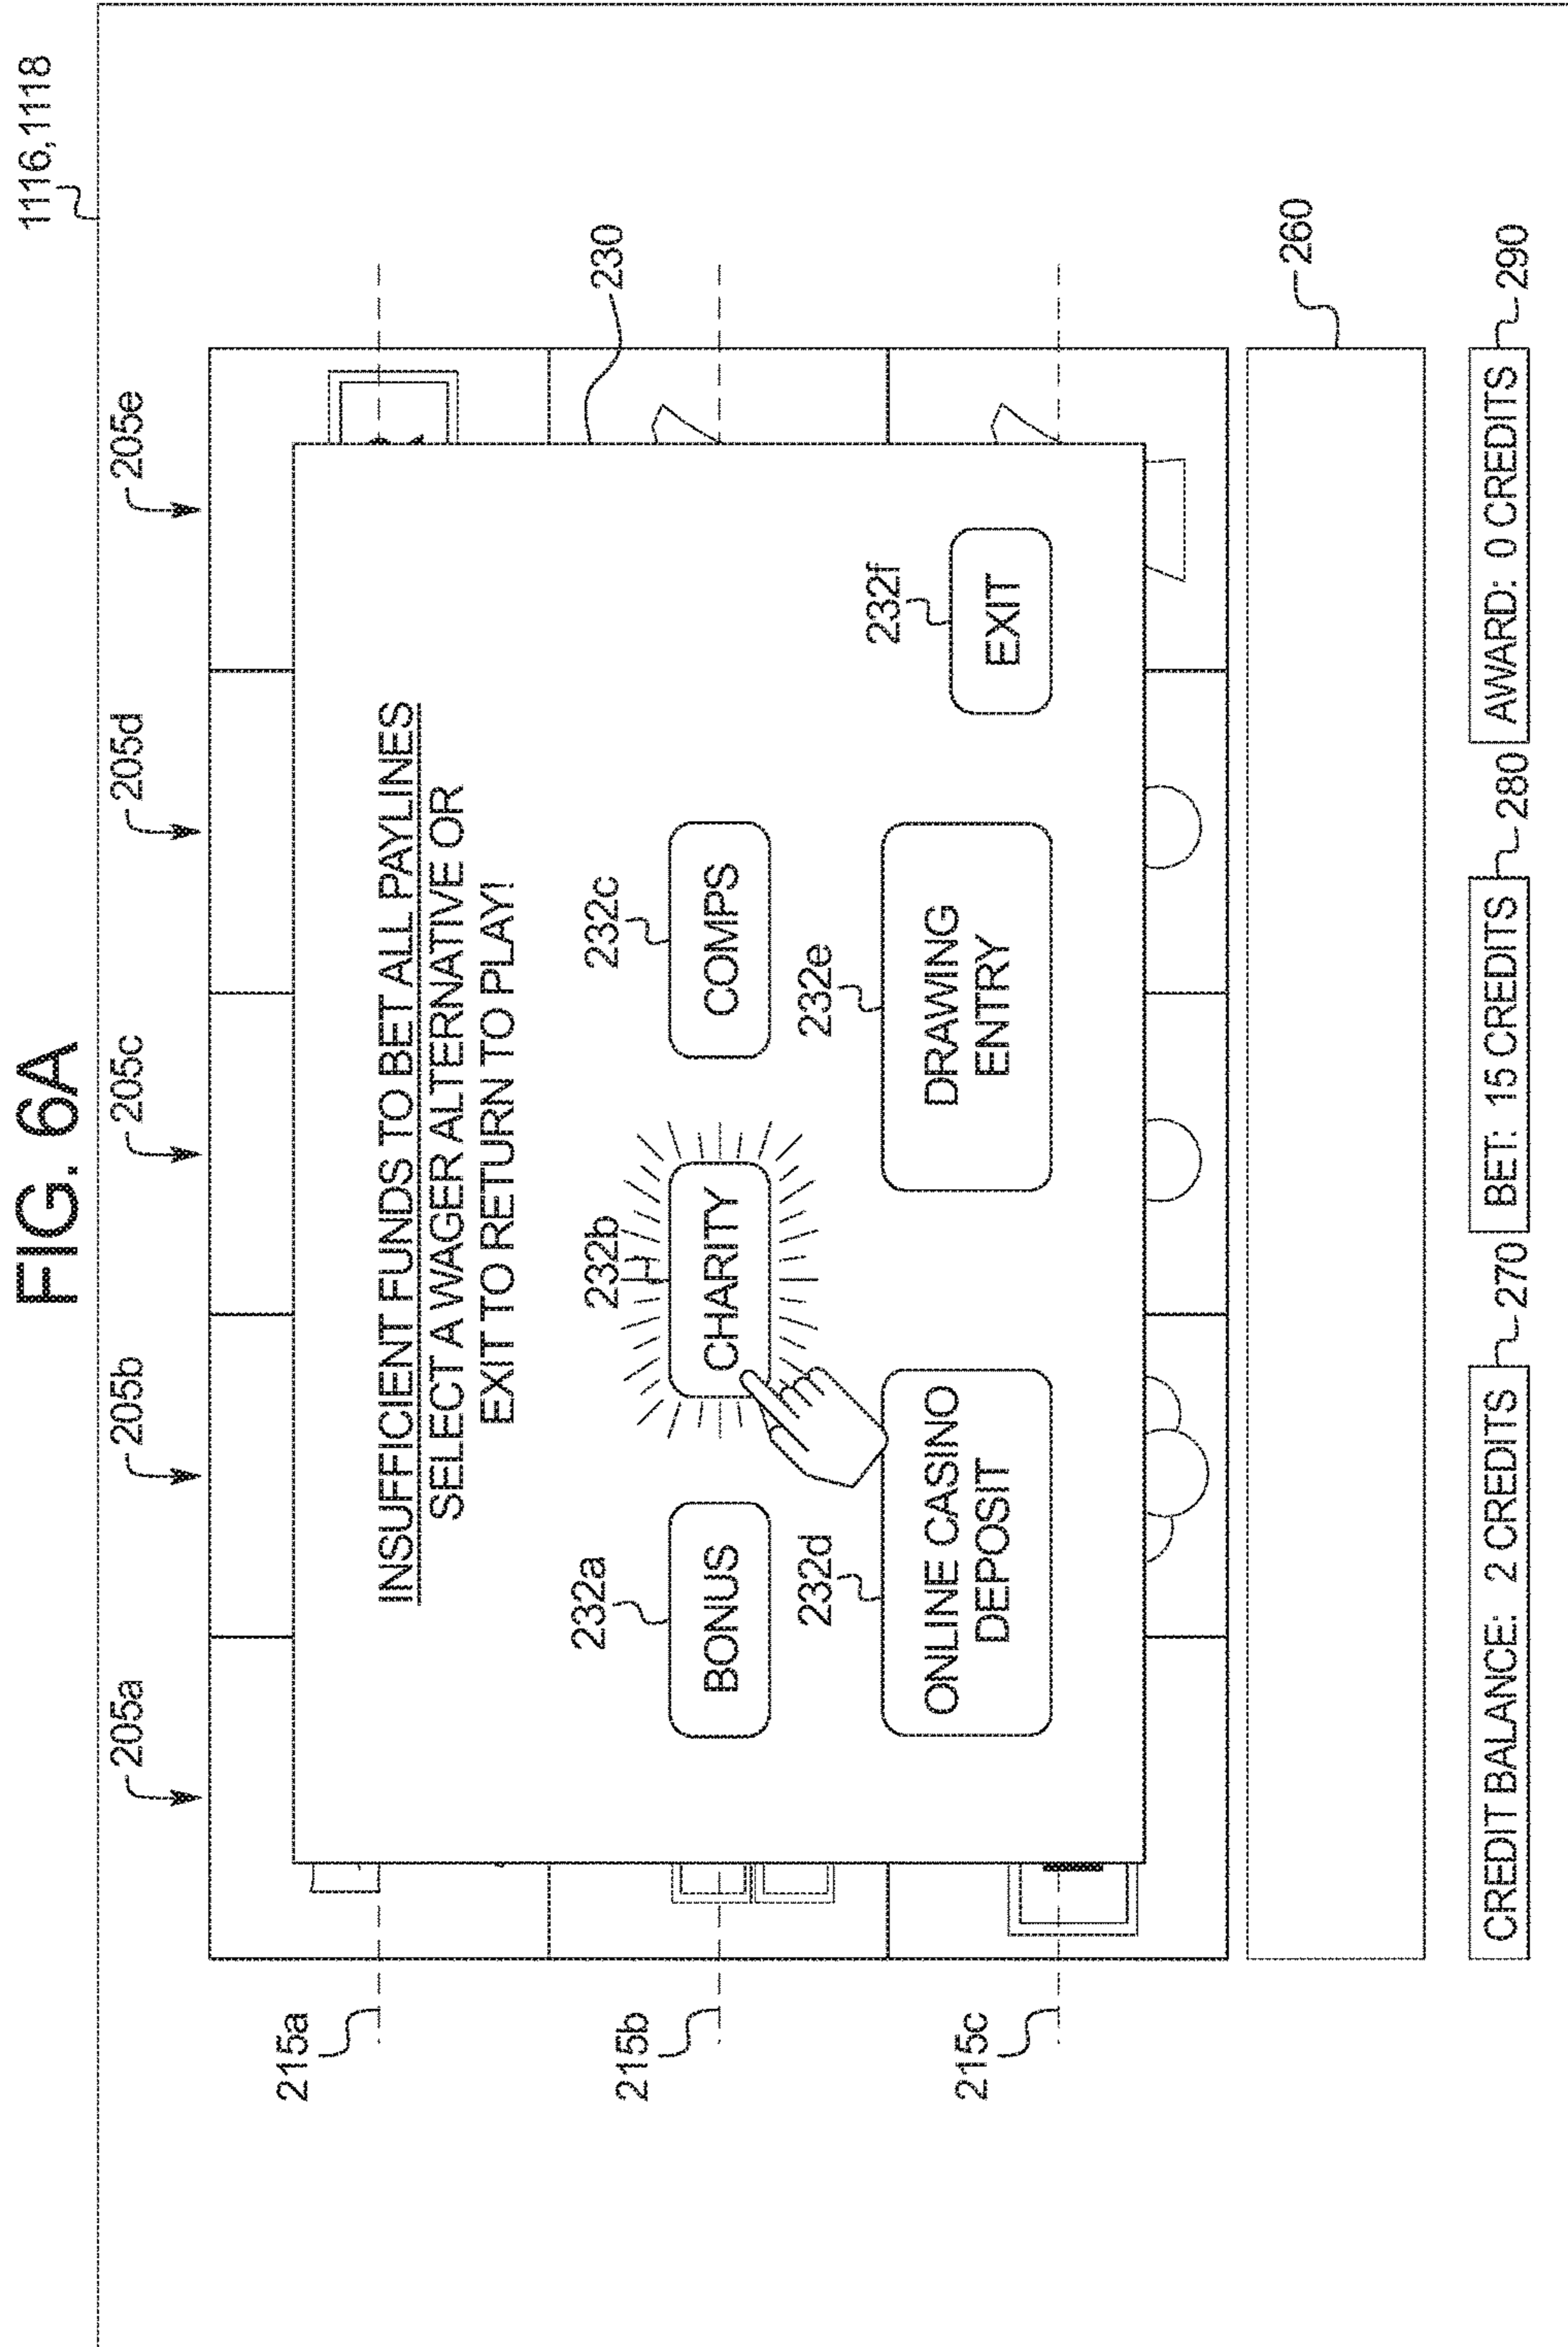 FIG. 6A
1116,1118
205a
205b
205c
205d
205e
215a
215b
215c
230
INSUFFICIENT FUNDS TO BET ALL PAYLINES
SELECT A WAGER ALTERNATIVE OR
EXIT TO RETURN TO PLAY!
232a
232b
232c
BONUS
CHARITY
COMPS
232d
232e
232f
ONLINE CASINO
DEPOSIT
DRAWING
ENTRY
EXIT
260
CREDIT BALANCE: 2 CREDITS
270
BET: 15 CREDITS
280
AWARD: 0 CREDITS
290